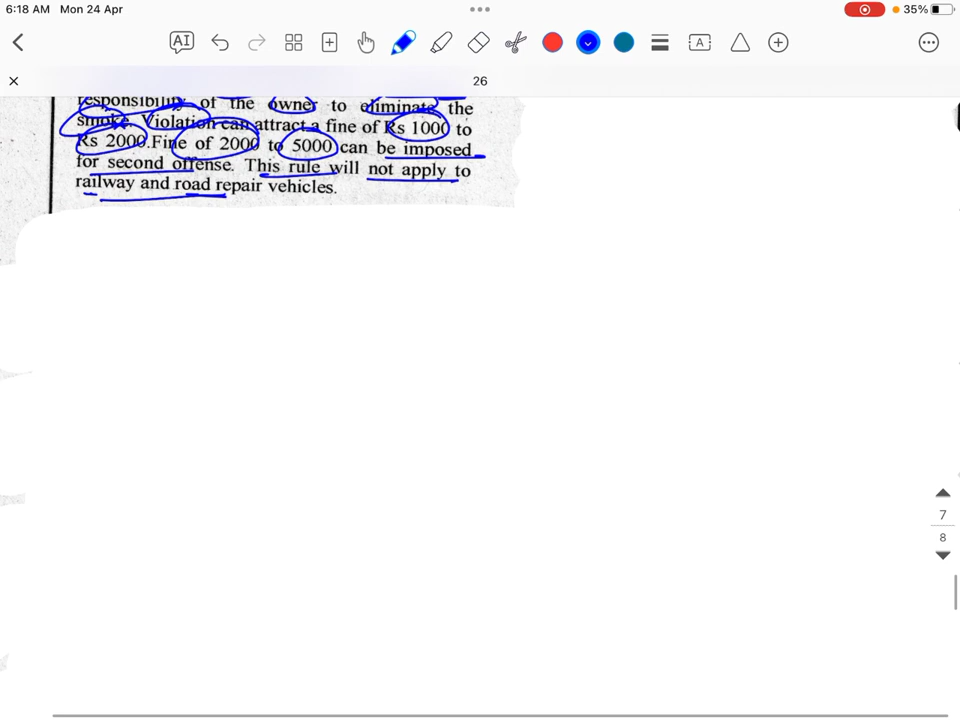 6:18 AM Mon 24 Apr
35%
AI
A
26
responsibility of the owner to eliminate the
smoke. Violation can attract a fine of Rs 1000 to
Rs 2000.Fine of 2000 to 5000 can be imposed
for second offense. This rule will not apply to
railway and road repair vehicles.
7
8